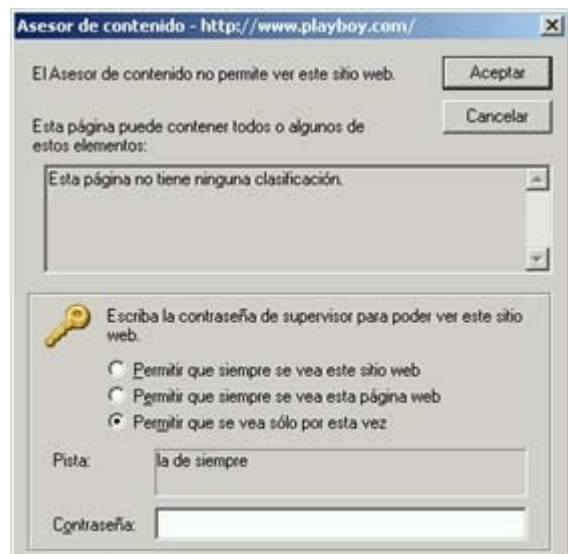 Asesor de contenido - http://www.playboy.com/
El Asesor de contenido no permite ver este sitio web.
Aceptar
Cancelar
Esta página puede contener todos o algunos de
estos elementos:
Esta página no tiene ninguna clasificación.
Escriba la contraseña de supervisor para poder ver este sitio
web.
Permitir que siempre se vea este sitio web
Permitir que siempre se vea esta página web
Permitir que se vea sólo por esta vez
Pista:
la de siempre
Contraseña: